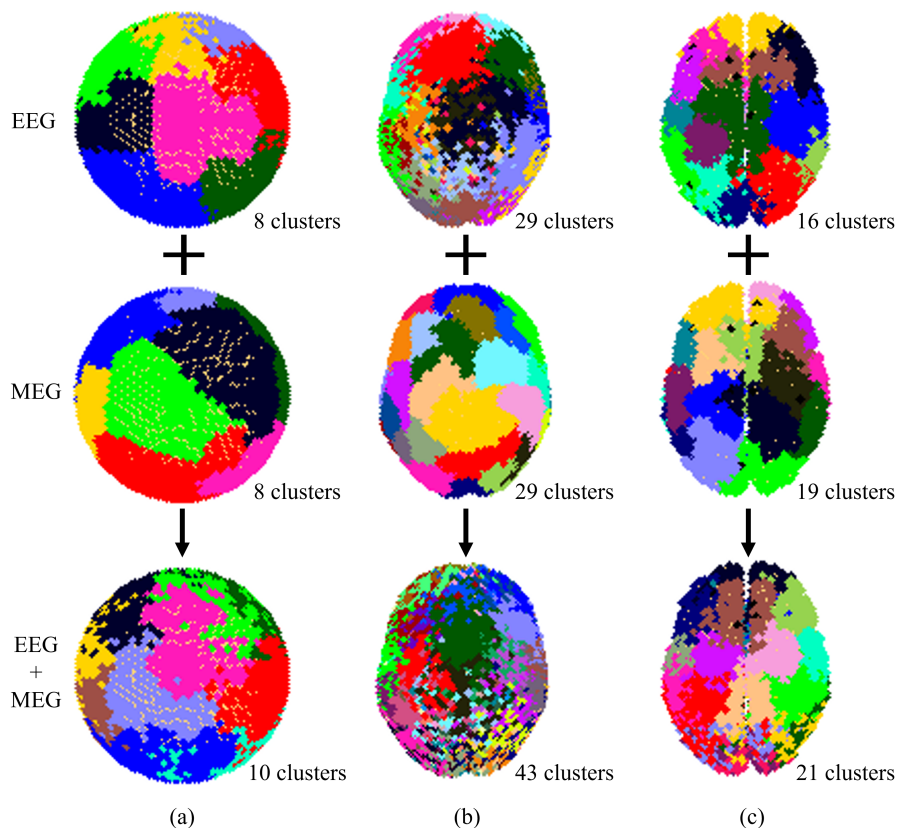 EEG
8 clusters
29 clusters
16 clusters
MEG
8 clusters
29 clusters
19 clusters
EEG
+
MEG
10 clusters
43 clusters
21 clusters
(a)
(b)
(c)